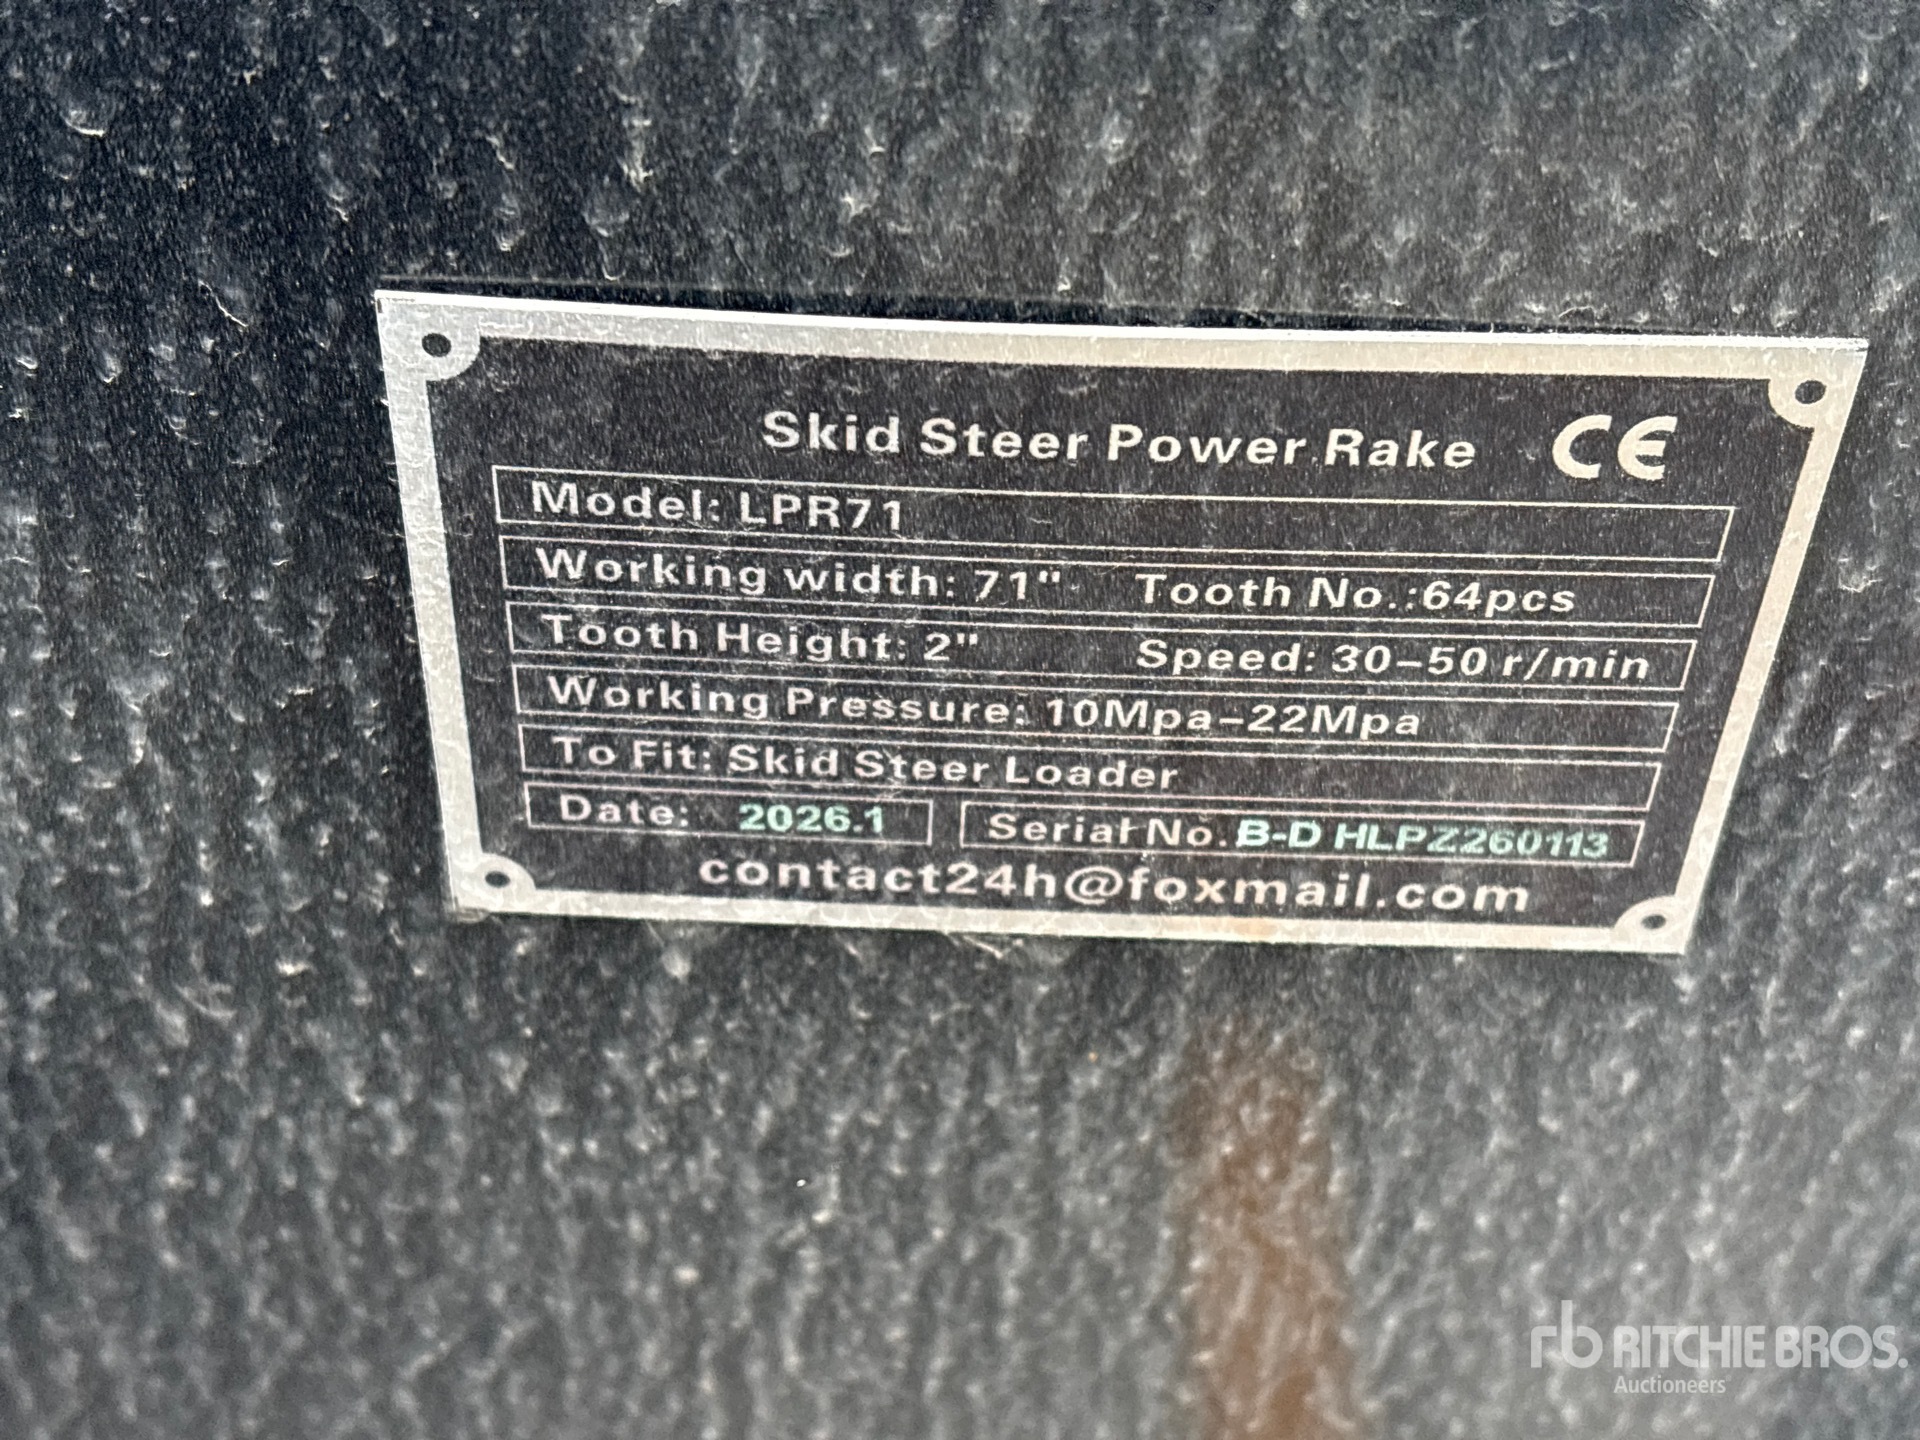 Skid Steer Power Rake CE
Model: LPR71
Working width: 71" Tooth No.:64pcs
Tooth Height: 2" Speed: 30-50 r/min
Working Pressure: 10Mpa-22Mpa
To Fit: Skid Steer Loader
Date: 2026.1 Serial No. B-D HLPZ260113
contact24h@foxmail.com
rb RITCHIE BROS.
Auctioneers